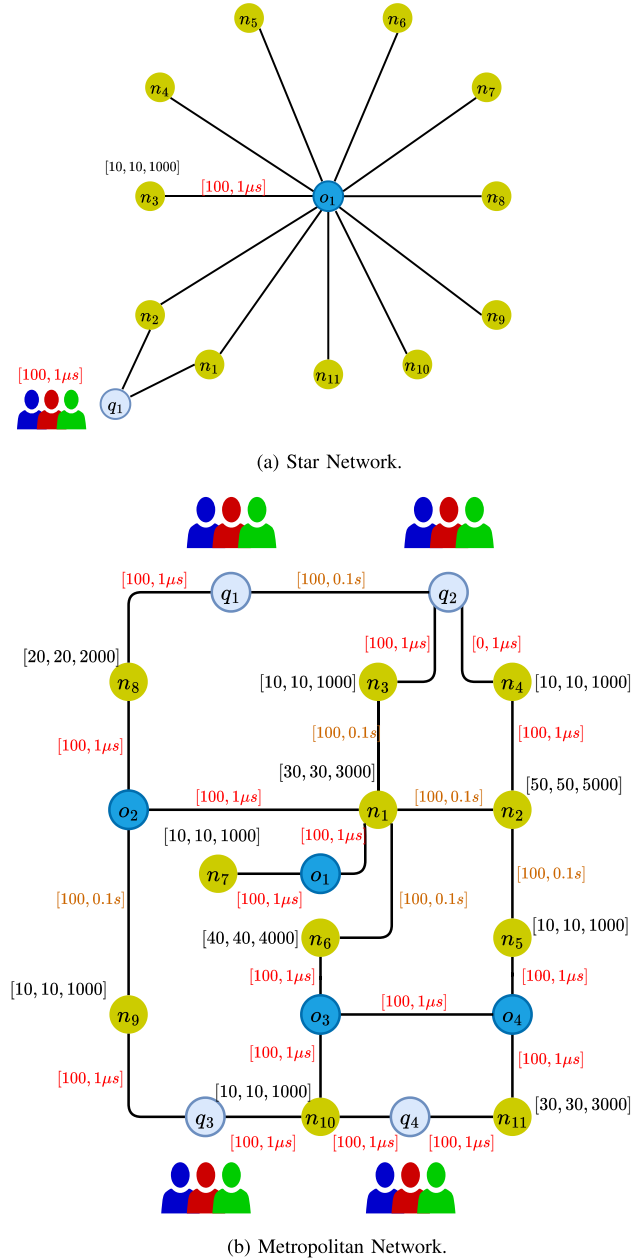 n₅
n₆
n₄
n₇
[10, 10, 1000]
[100, 1μs]
n₃
o₁
n₈
n₂
n₉
n₁
n₁₁
n₁₀
[100, 1μs]
q₁
(a) Star Network.
[100, 1μs]
[100, 0.1s]
q₁
q₂
[100, 1μs]
[0, 1μs]
[20, 20, 2000]
n₈
[10, 10, 1000]
n₃
n₄
[10, 10, 1000]
[100, 1μs]
[100, 0.1s]
[100, 1μs]
[30, 30, 3000]
[50, 50, 5000]
[100, 1μs]
[100, 0.1s]
o₂
n₁
n₂
[10, 10, 1000]
[100, 1μs]
n₇
o₁
[100, 1μs]
[100, 0.1s]
[100, 0.1s]
[100, 0.1s]
[40, 40, 4000]
n₆
n₅
[10, 10, 1000]
[100, 1μs]
[100, 1μs]
[10, 10, 1000]
n₉
[100, 1μs]
o₃
o₄
[100, 1μs]
[100, 1μs]
[100, 1μs]
[10, 10, 1000]
[30, 30, 3000]
q₃
n₁₀
q₄
n₁₁
[100, 1μs]
[100, 1μs]
[100, 1μs]
(b) Metropolitan Network.